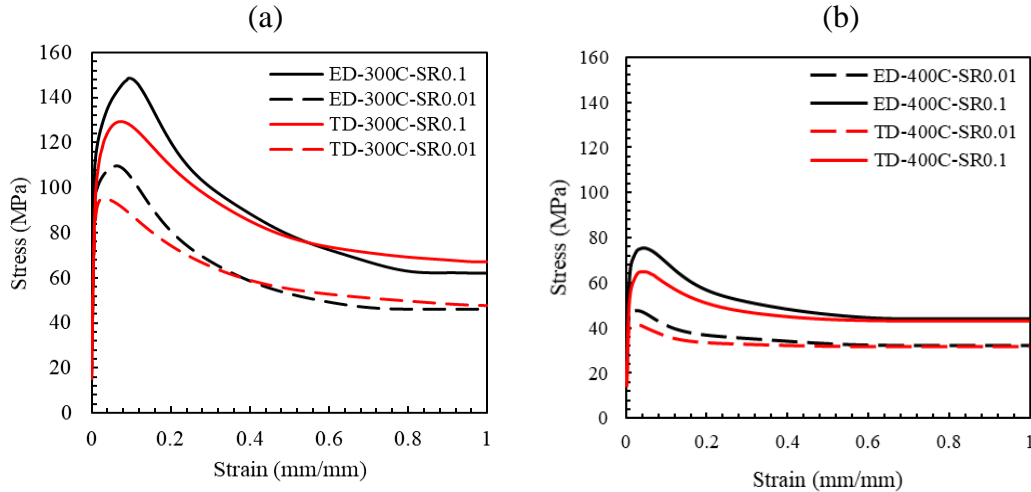 (a)
160
140
120
100
80
60
40
20
0
Stress (MPa)
ED-300C-SR0.1
ED-300C-SR0.01
TD-300C-SR0.1
TD-300C-SR0.01
0 0.2 0.4 0.6 0.8 1
Strain (mm/mm)
(b)
160
140
120
100
80
60
40
20
0
Stress (MPa)
ED-400C-SR0.01
ED-400C-SR0.1
TD-400C-SR0.01
TD-400C-SR0.1
0 0.2 0.4 0.6 0.8 1
Strain (mm/mm)